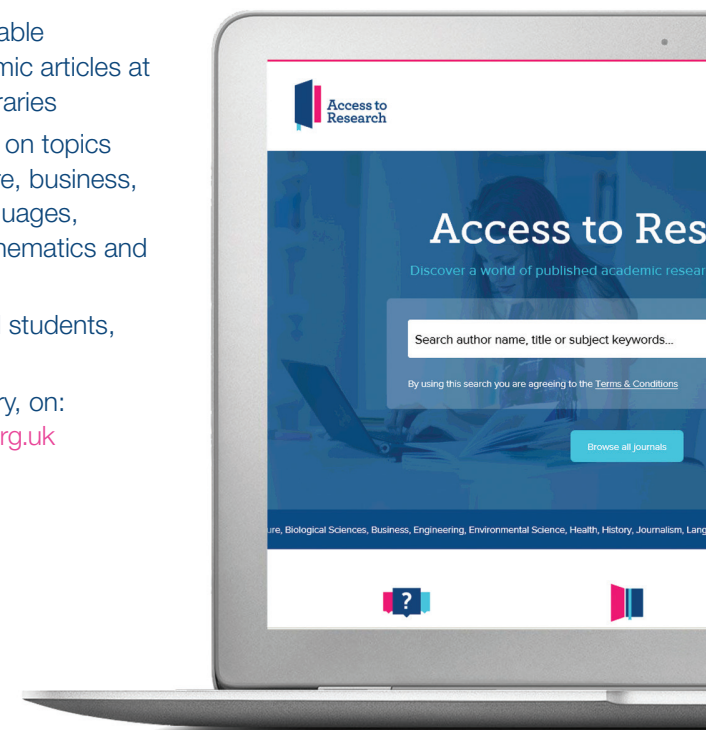 able
mic articles at
raries
on topics
re, business,
guages,
hematics and
students,
ry, on:
rg.uk
Access to
Research
Access to Res
Discover a world of published academic resear
Search author name, title or subject keywords...
By using this search you are agreeing to the Terms & Conditions
Browse all journals
ure, Biological Sciences, Business, Engineering, Environmental Science, Health, History, Journalism, Lang
?